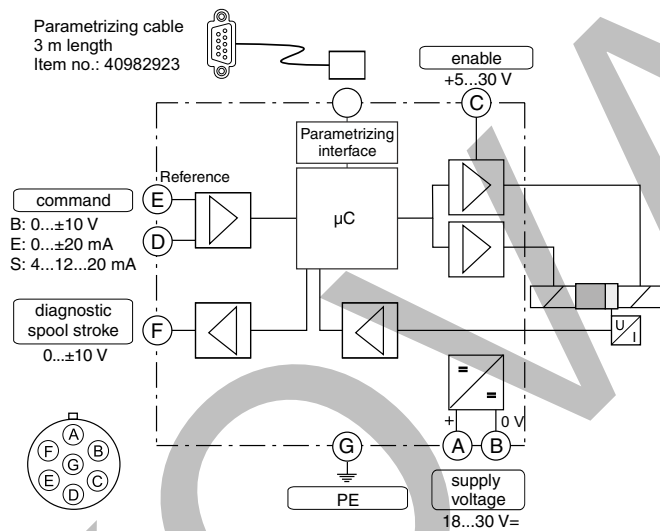 Parametrizing cable
3 m length
Item no.: 40982923
enable
+5...30 V
C
Parametrizing
interface
Reference
E
command
B: 0...±10 V
E: 0...±20 mA
S: 4...12...20 mA
D
µC
diagnostic
spool stroke
0...±10 V
F
U
I
=
=
+
0 V
A
B
G
PE
supply
voltage
18...30 V=
A
F
B
G
E
C
D